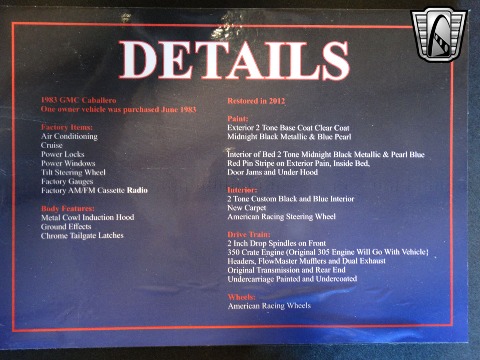 DETAILS
1983 GMC Caballero
One owner vehicle was purchased June 1983
Factory Items:
Air Conditioning
Cruise
Power Locks
Power Windows
Tilt Steering Wheel
Factory Gauges
Factory AM/FM Cassette Radio
Body Features:
Metal Cowl Induction Hood
Ground Effects
Chrome Tailgate Latches
Restored in 2012
Paint:
Exterior 2 Tone Base Coat Clear Coat
Midnight Black Metallic & Blue Pearl
Interior of Bed 2 Tone Midnight Black Metallic & Pearl Blue
Red Pin Stripe on Exterior Pain, Inside Bed,
Door Jams and Under Hood
Interior:
2 Tone Custom Black and Blue Interior
New Carpet
American Racing Steering Wheel
Drive Train:
2 Inch Drop Spindles on Front
350 Crate Engine (Original 305 Engine Will Go With Vehicle)
Headers, FlowMaster Mufflers and Dual Exhaust
Original Transmission and Rear End
Undercarriage Painted and Undercoated
Wheels:
American Racing Wheels